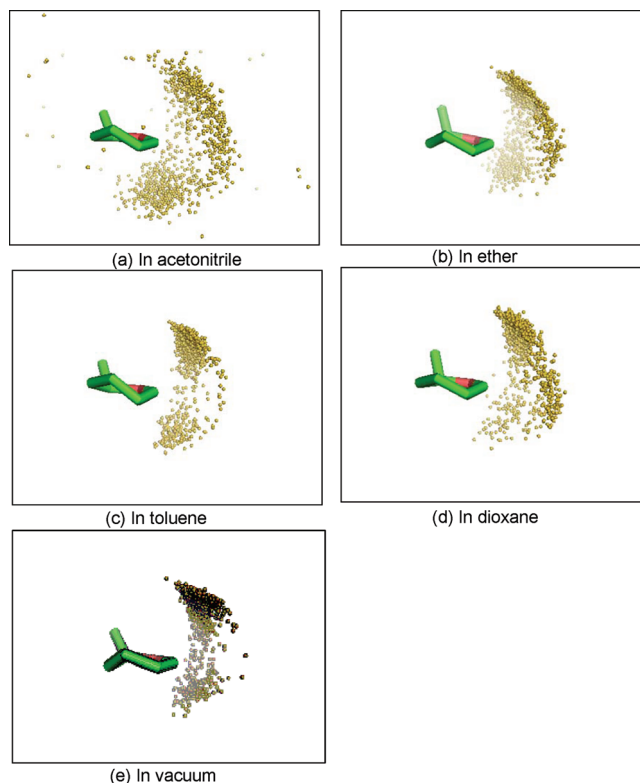 (a) In acetonitrile
(b) In ether
(c) In toluene
(d) In dioxane
(e) In vacuum